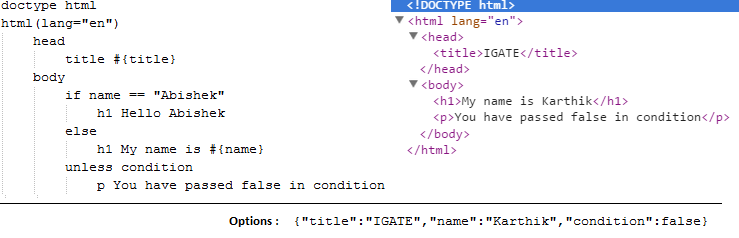 doctype html
html(lang="en")
head
title #{title}
body
if name == "Abishek"
h1 Hello Abishek
else
h1 My name is #{name}
unless condition
p You have passed false in condition
<!DOCTYPE html>
<html lang="en">
<head>
<title>IGATE</title>
</head>
<body>
<h1>My name is Karthik</h1>
<p>You have passed false in condition</p>
</body>
</html>
Options : {"title":"IGATE","name":"Karthik","condition":false}